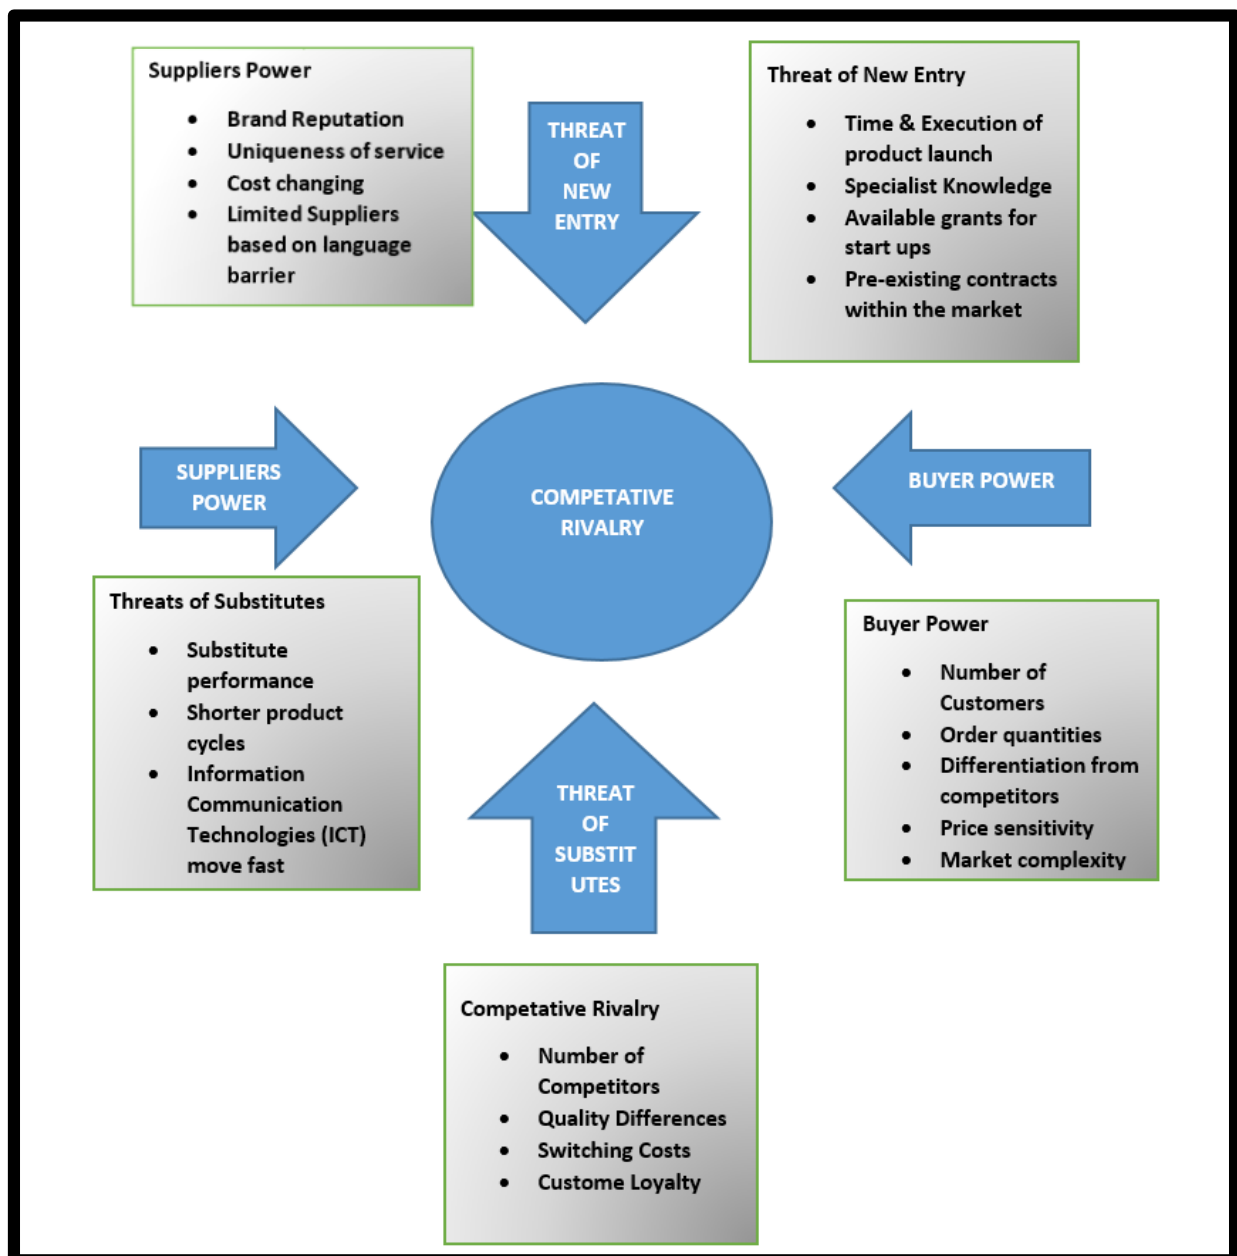 Suppliers Power
• Brand Reputation
• Uniqueness of service
• Cost changing
• Limited Suppliers
based on language
barrier
THREAT
OF
NEW
ENTRY
Threat of New Entry
• Time & Execution of
product launch
• Specialist Knowledge
• Available grants for
start ups
• Pre-existing contracts
within the market
SUPPLIERS
POWER
COMPETATIVE
RIVALRY
BUYER POWER
Threats of Substitutes
• Substitute
performance
• Shorter product
cycles
• Information
Communication
Technologies (ICT)
move fast
THREAT
OF
SUBSTIT
UTES
Buyer Power
• Number of
Customers
• Order quantities
• Differentiation from
competitors
• Price sensitivity
• Market complexity
Competative Rivalry
• Number of
Competitors
• Quality Differences
• Switching Costs
• Custome Loyalty